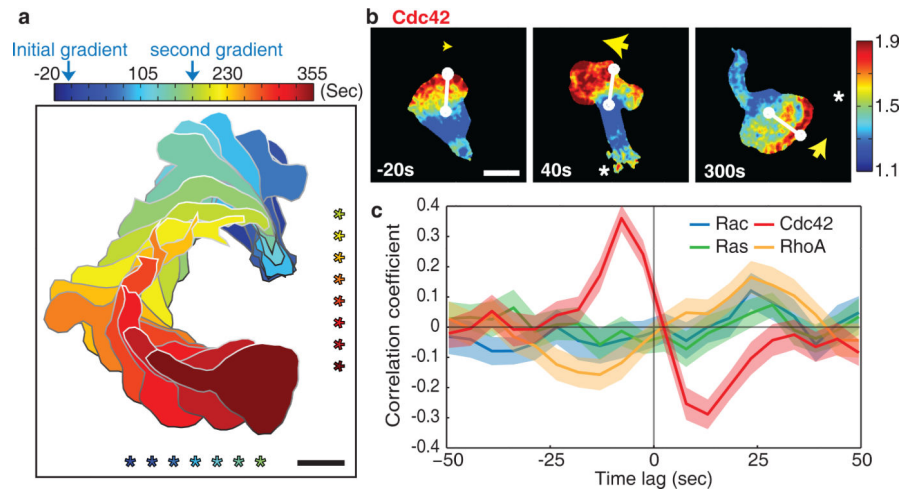 a
Initial gradient second gradient
-20 105 230 355
(Sec)
* * * * * * * *
* * * * * * *
b Cdc42
-20s
40s
*
300s
*
1.9
1.5
1.1
c
Correlation coefficient
0.4
0.3
0.2
0.1
0
-0.1
-0.2
-0.3
-0.4
Rac Cdc42
Ras RhoA
-50 -25 0 25 50
Time lag (sec)